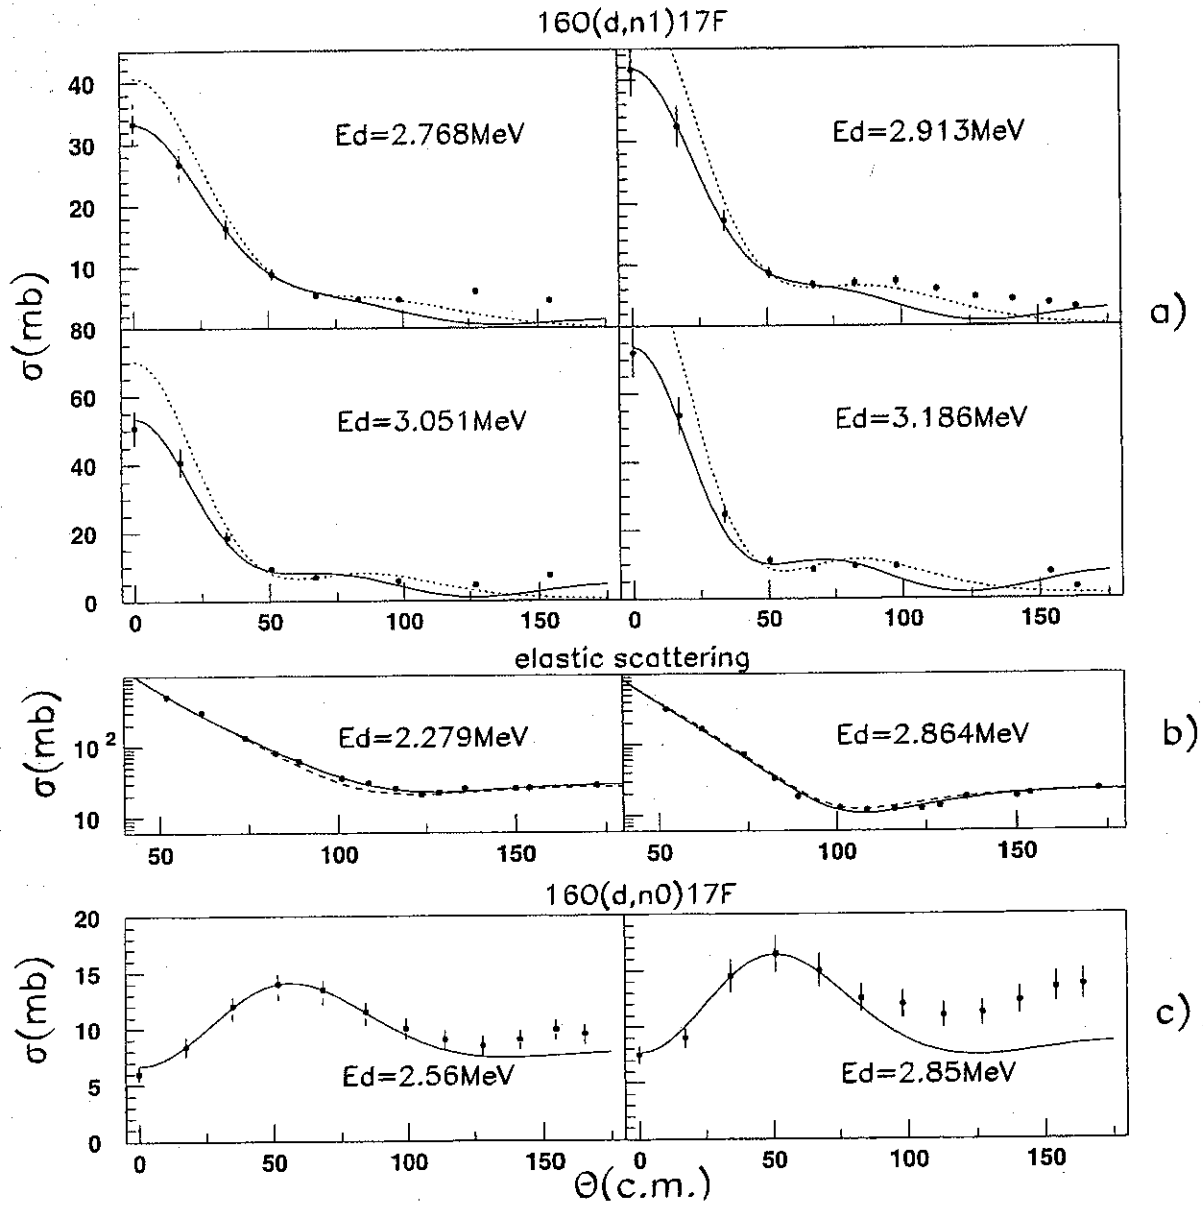 16O(d,n1)17F
40
30
20
10
80
60
40
20
0
σ(mb)
Ed=2.768MeV
Ed=2.913MeV
Ed=3.051MeV
Ed=3.186MeV
a)
0 50 100 150 0 50 100 150
elastic scattering
σ(mb)
10 2
10
Ed=2.279MeV
Ed=2.864MeV
b)
50 100 150 50 100 150
16O(d,n0)17F
20
15
10
5
0
σ(mb)
Ed=2.56MeV
Ed=2.85MeV
c)
0 50 100 150 0 50 100 150
Θ(c.m.)